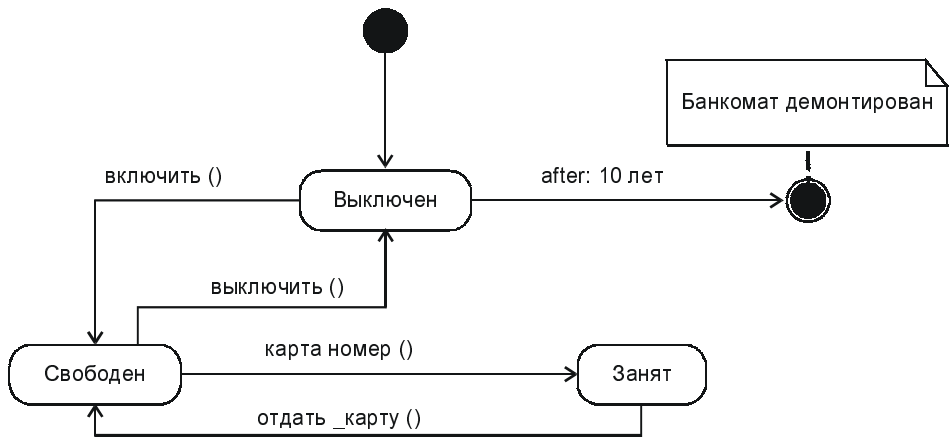 Банкомат демонтирован
включить ()
after: 10 лет
Выключен
выключить ()
карта номер ()
Свободен
Занят
отдать _карту ()